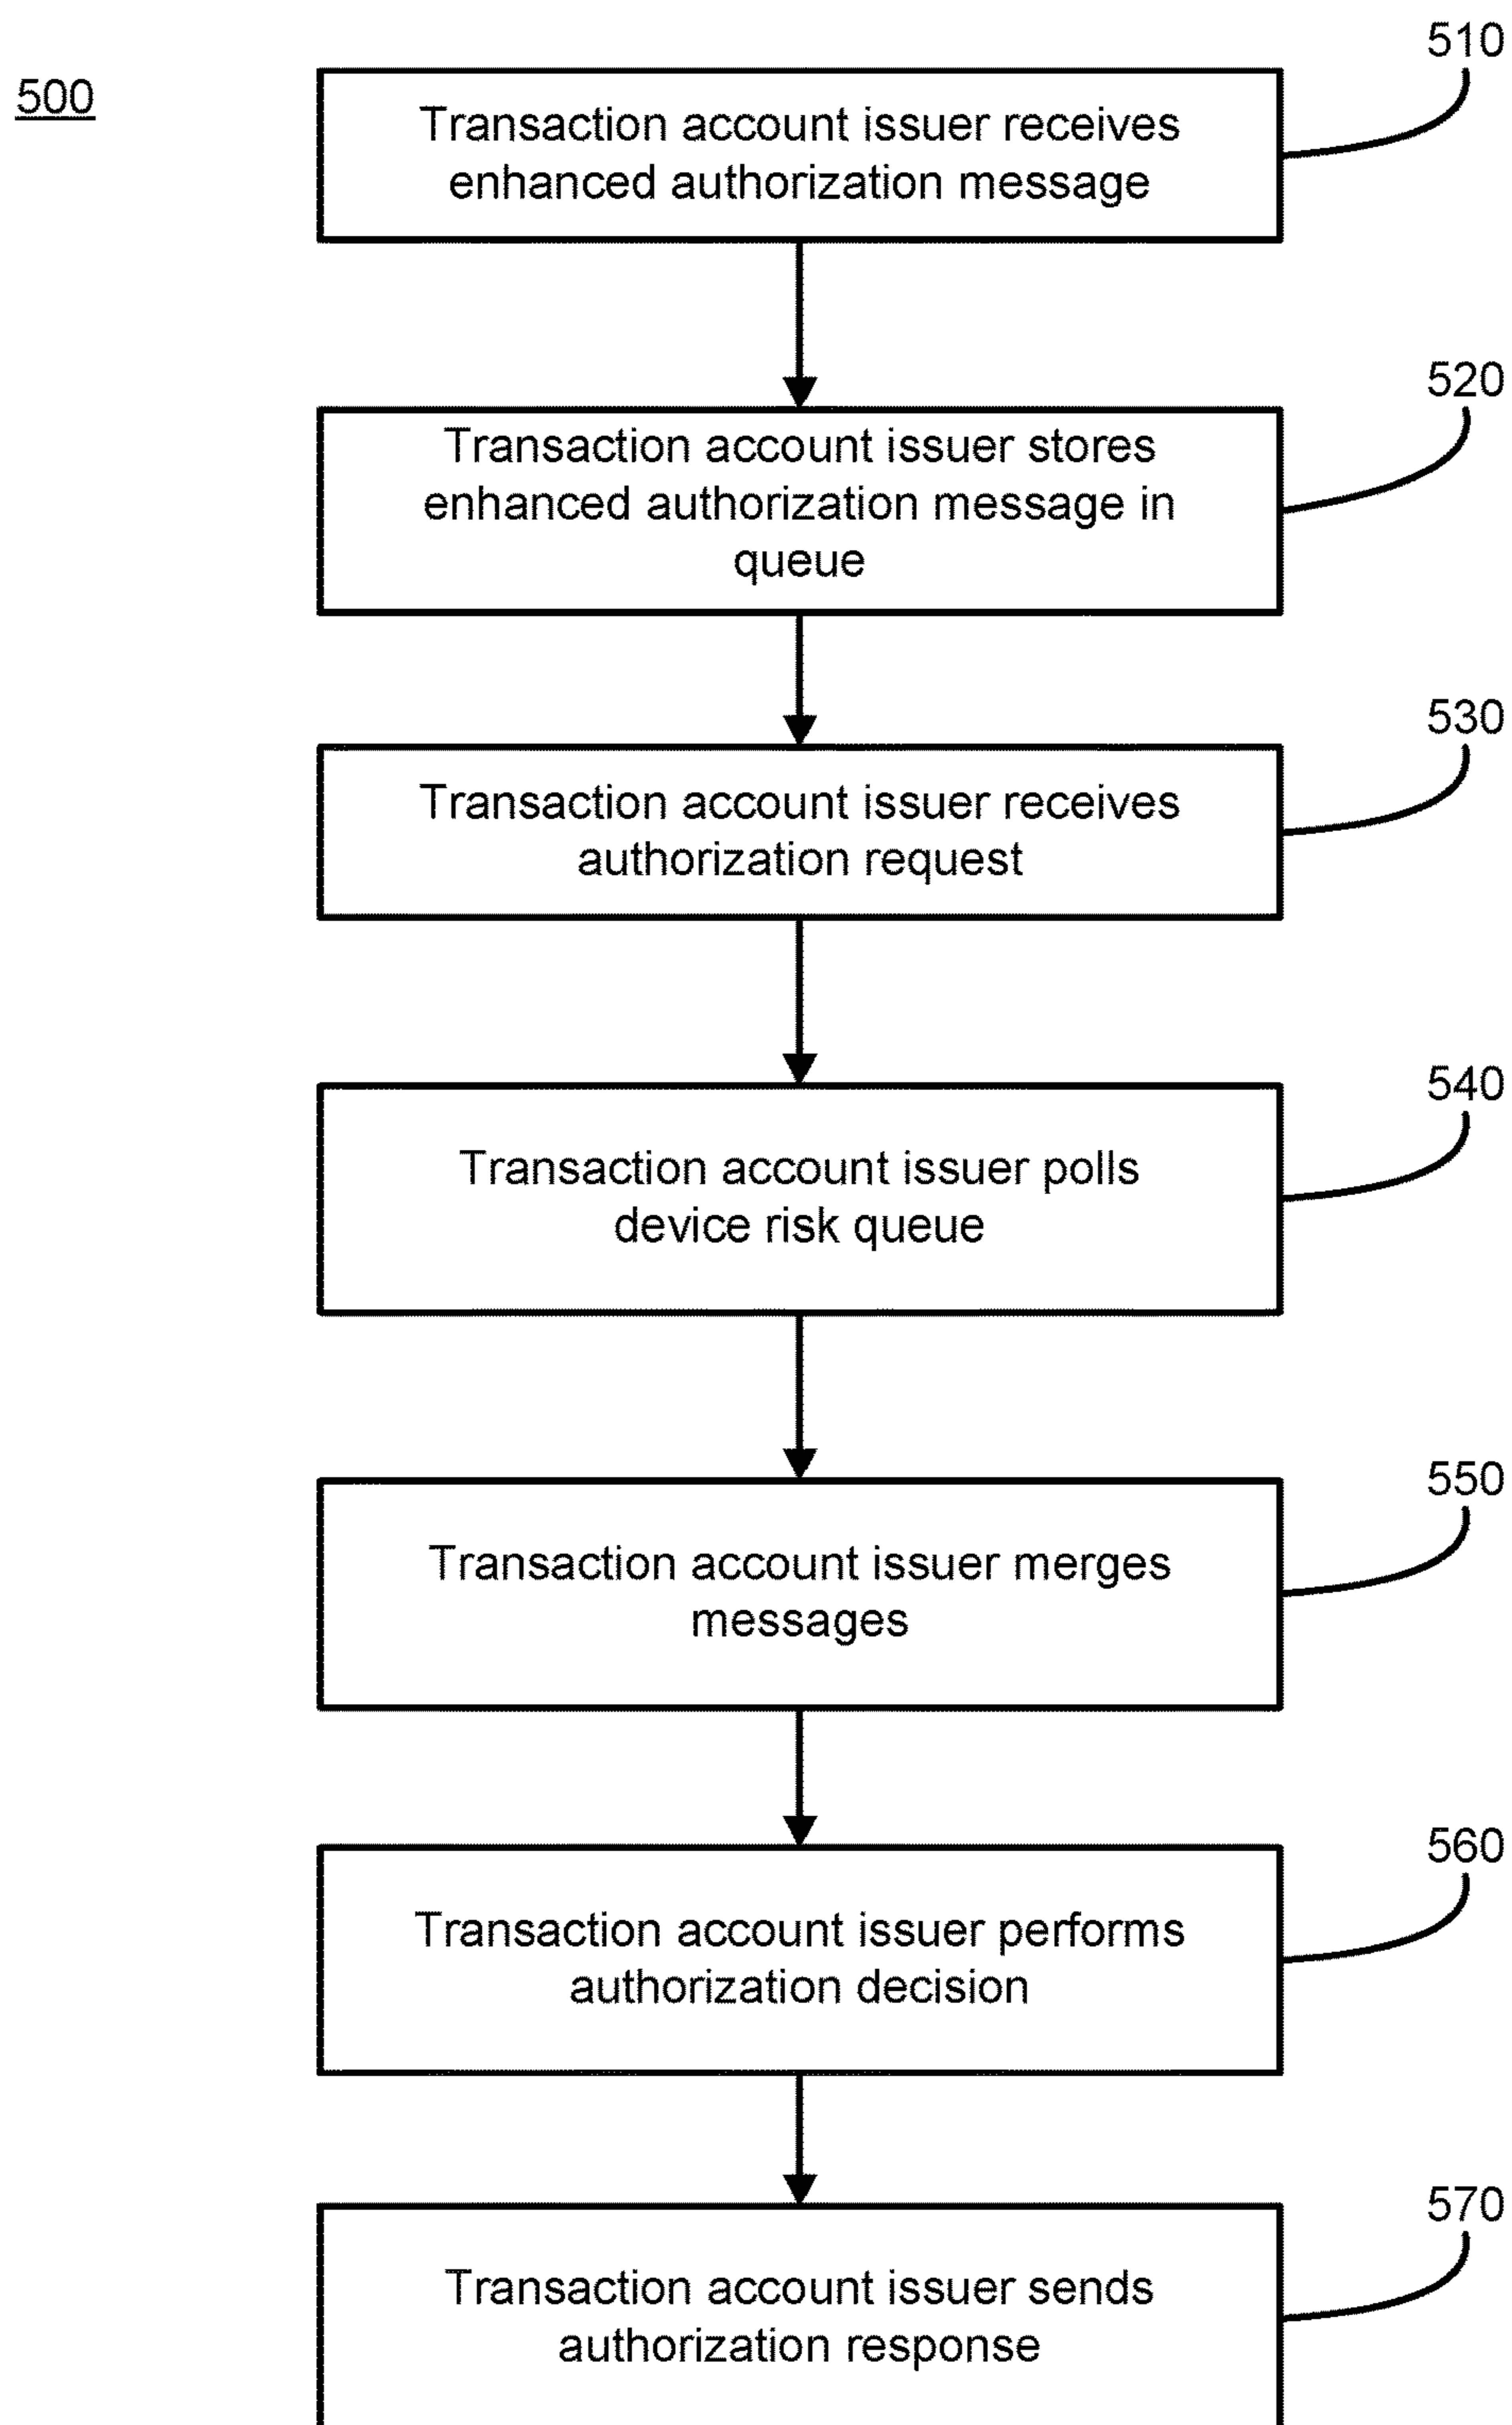 500
510
Transaction account issuer receives
enhanced authorization message
520
Transaction account issuer stores
enhanced authorization message in
queue
530
Transaction account issuer receives
authorization request
540
Transaction account issuer polls
device risk queue
550
Transaction account issuer merges
messages
560
Transaction account issuer performs
authorization decision
570
Transaction account issuer sends
authorization response